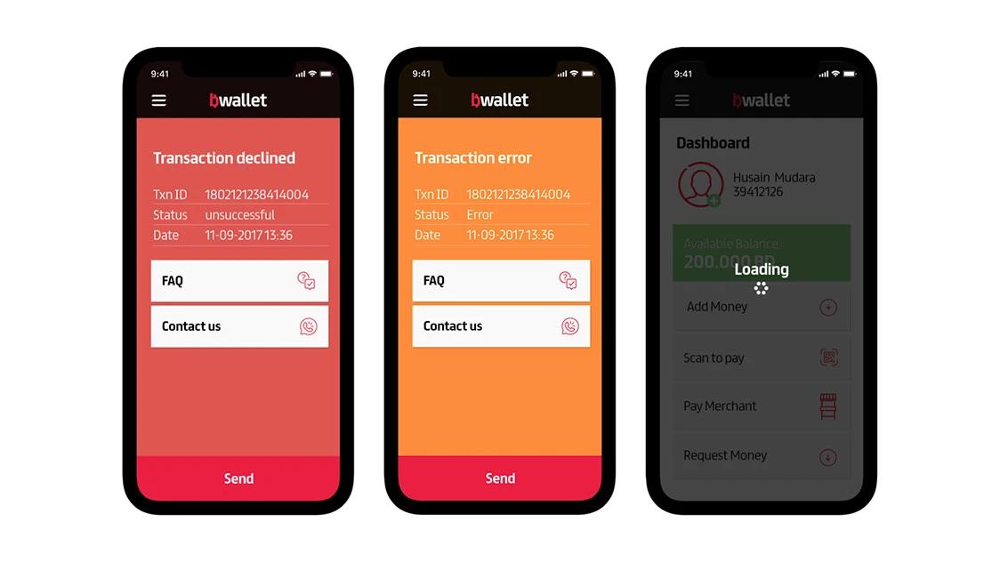 9:41
bwallet
Transaction declined
Txn ID 1802121238414004
Status unsuccessful
Date 11-09-2017 13:36
FAQ
Contact us
Send
9:41
bwallet
Transaction error
Txn ID 1802121238414004
Status Error
Date 11-09-2017 13:36
FAQ
Contact us
Send
9:41
bwallet
Dashboard
Husain Mudara
39412126
Available Balance
200.000 BD
Loading
Add Money
Scan to pay
Pay Merchant
Request Money